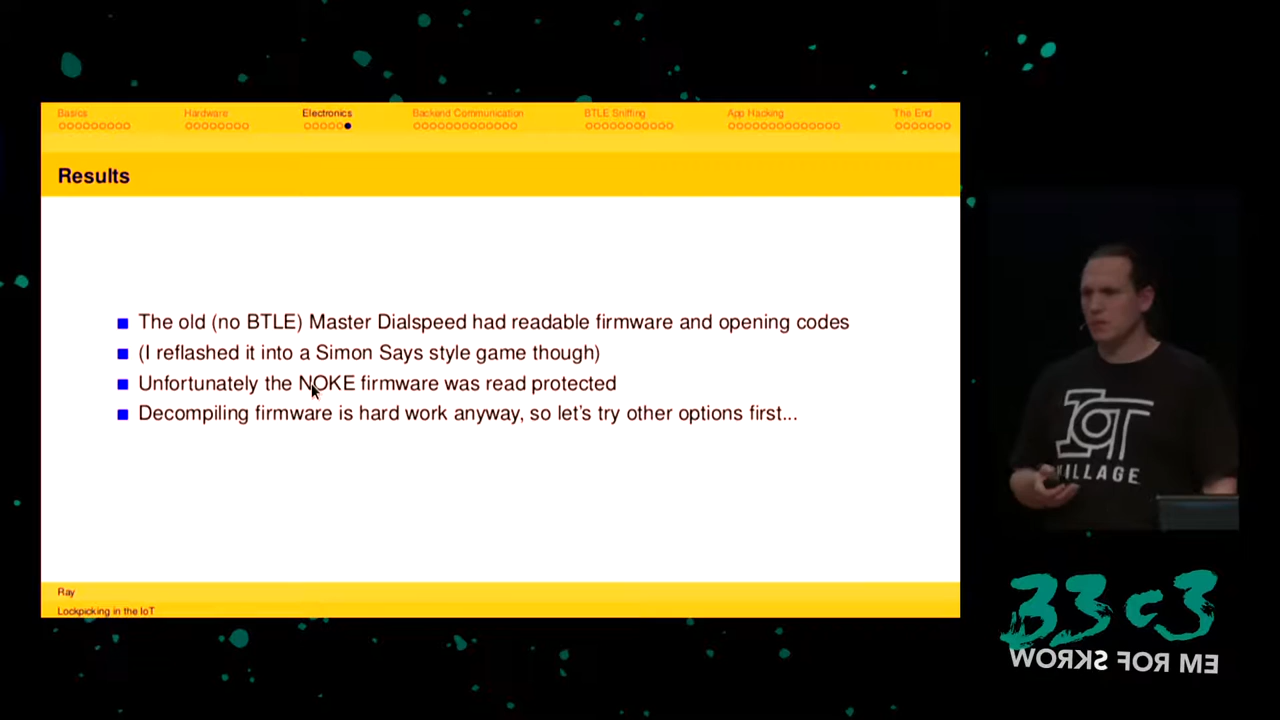 Basics Hardware Electronics Backend Communication BTLE Sniffing App Hacking The End
Results
The old (no BTLE) Master Dialspeed had readable firmware and opening codes
(I reflashed it into a Simon Says style game though)
Unfortunately the NOKE firmware was read protected
Decompiling firmware is hard work anyway, so let's try other options first...
Ray
Lockpicking in the IoT
IOT
VILLAGE
33c3
WORKS FOR ME